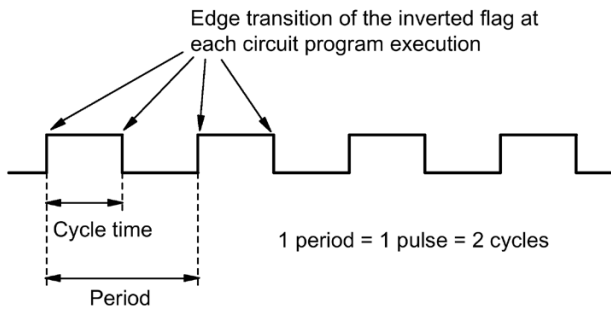 Edge transition of the inverted flag at
each circuit program execution
Cycle time
1 period = 1 pulse = 2 cycles
Period